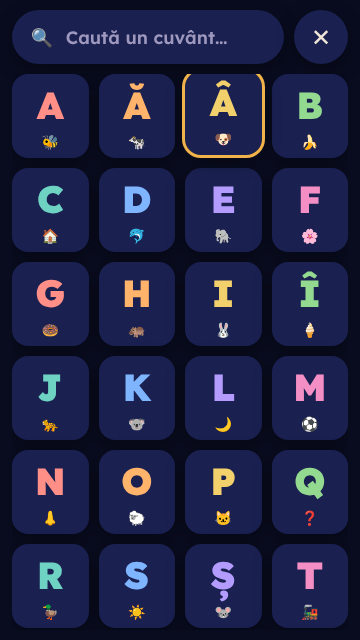 Caută un cuvânt...
A Ă Â B
C D E F
G H I Î
J K L M
N O P Q
R S Ș T